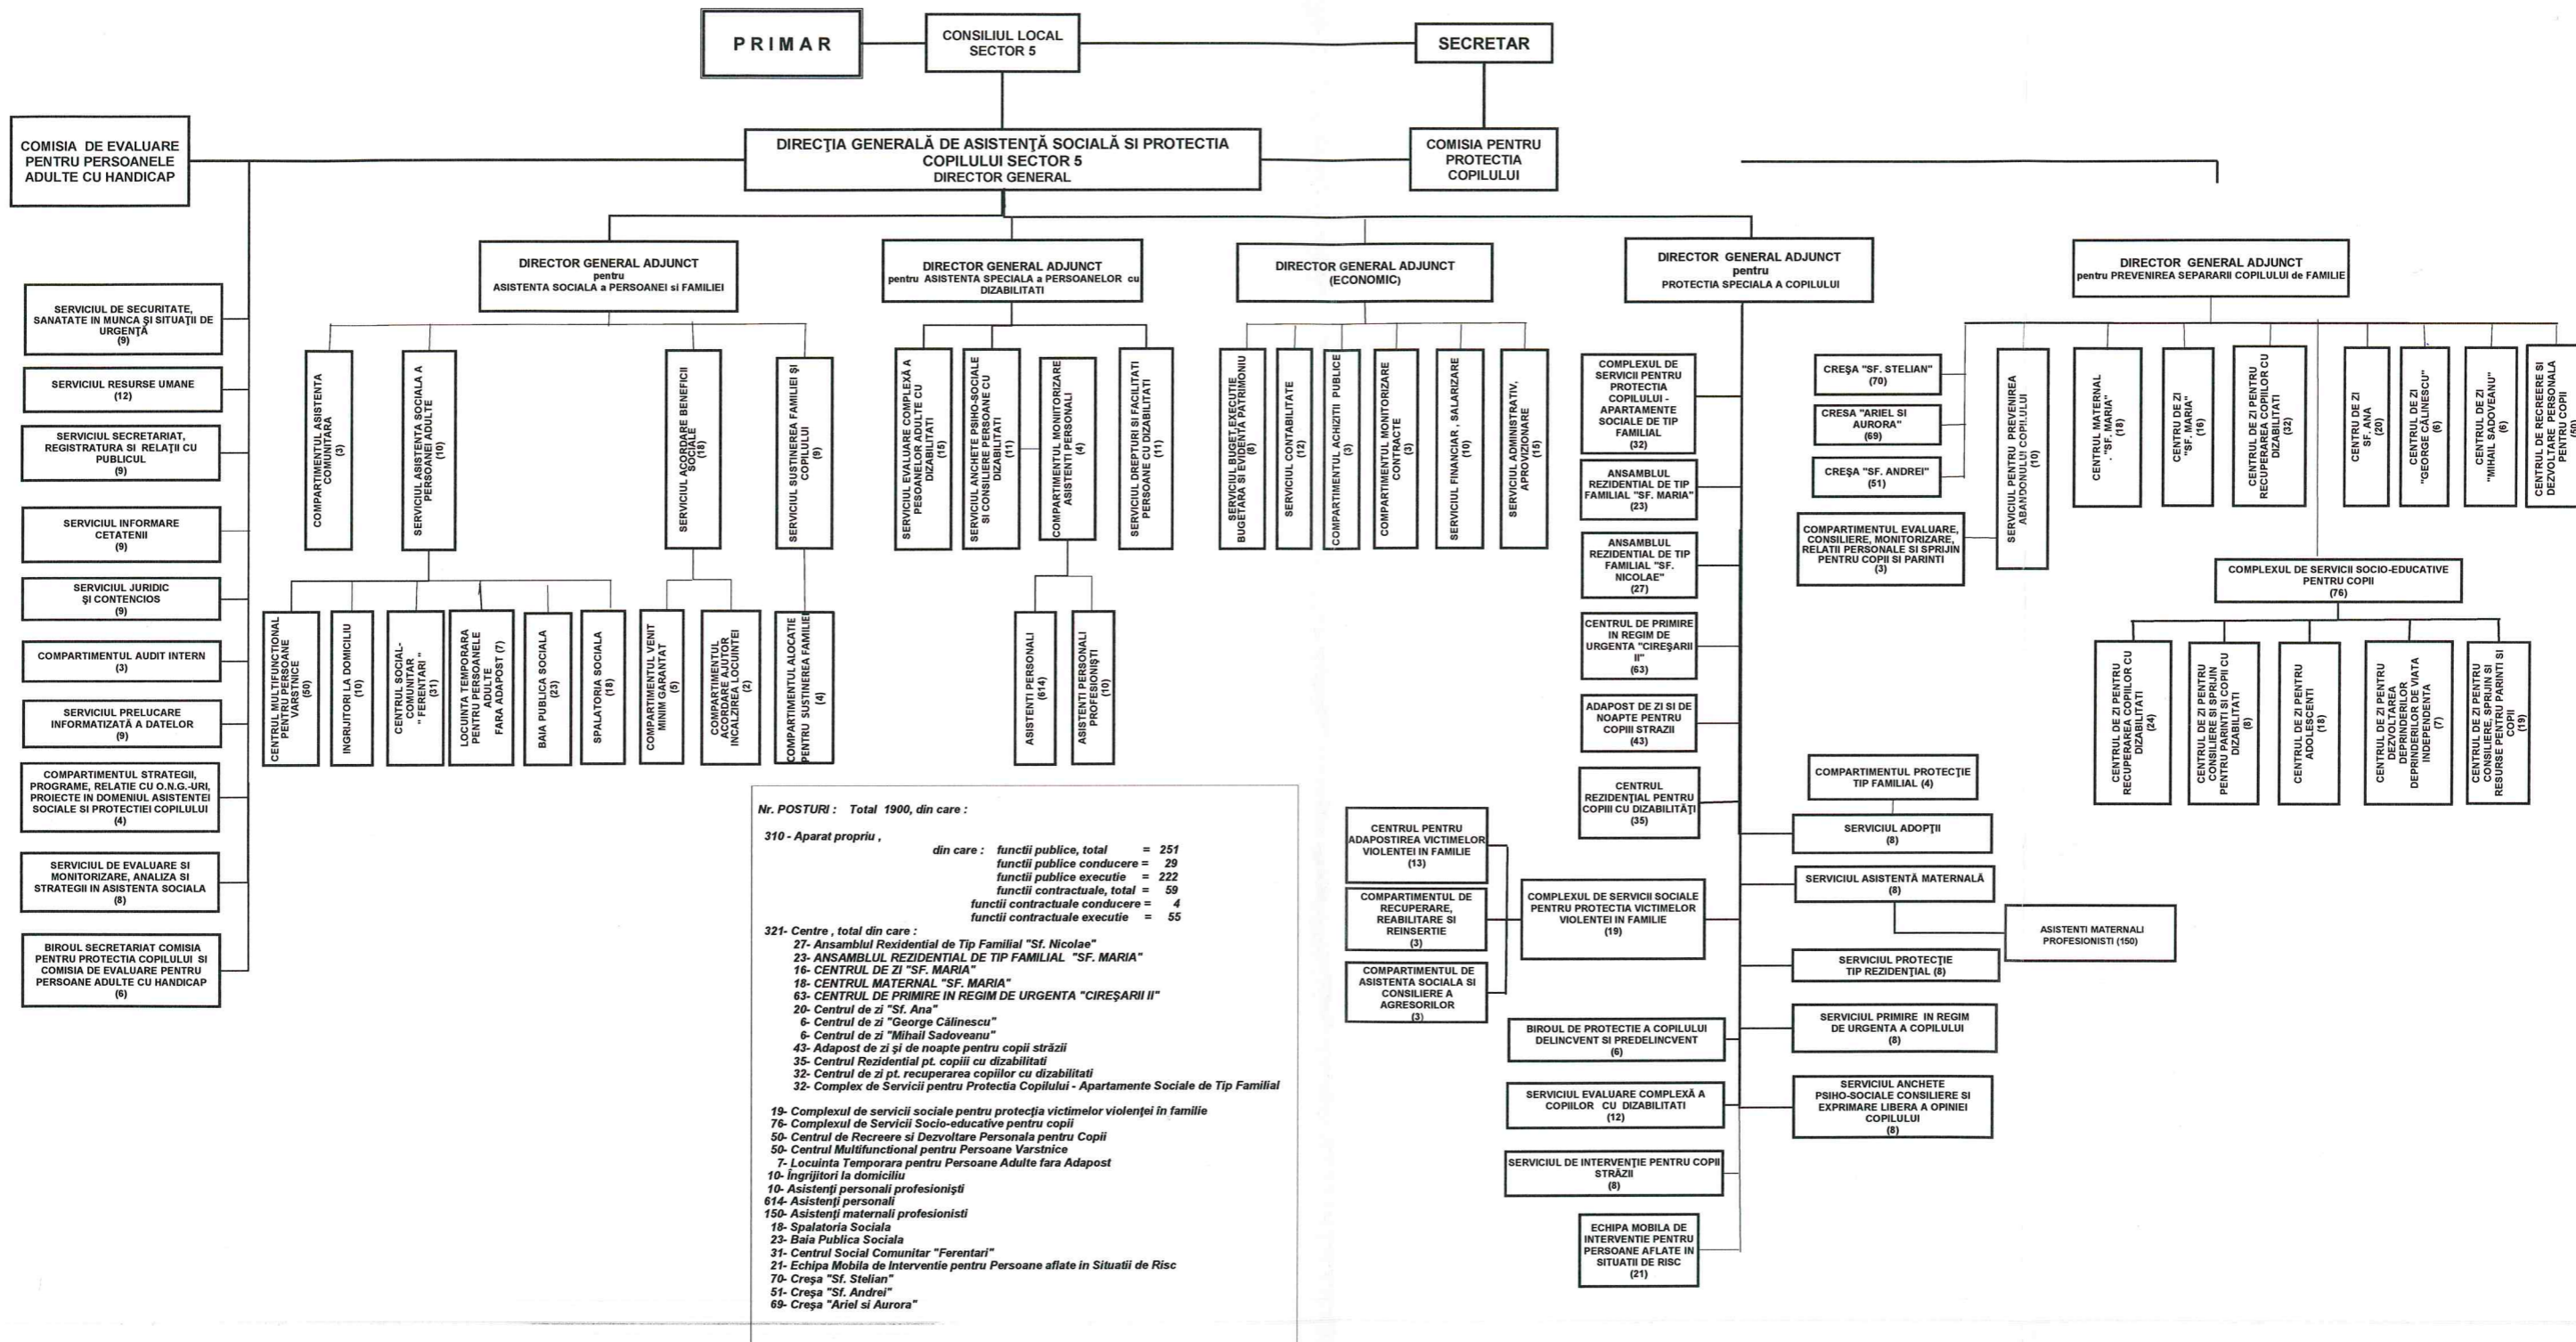 PRIMAR
CONSILIUL LOCAL
SECTOR 5
SECRETAR
COMISIA DE EVALUARE
PENTRU PERSOANELE
ADULTE CU HANDICAP
DIRECŢIA GENERALĂ DE ASISTENŢĂ SOCIALĂ SI PROTECTIA
COPILULUI SECTOR 5
DIRECTOR GENERAL
COMISIA PENTRU
PROTECTIA
COPILULUI
DIRECTOR GENERAL ADJUNCT
pentru
ASISTENTA SOCIALA a PERSOANEI si FAMILIEI
DIRECTOR GENERAL ADJUNCT
pentru ASISTENTA SPECIALA a PERSOANELOR cu
DIZABILITATI
DIRECTOR GENERAL ADJUNCT
(ECONOMIC)
DIRECTOR GENERAL ADJUNCT
pentru
PROTECTIA SPECIALA A COPILULUI
DIRECTOR GENERAL ADJUNCT
pentru PREVENIREA SEPARARII COPILULUI de FAMILIE
SERVICIUL DE SECURITATE,
SANATATE IN MUNCA ŞI SITUAŢII DE
URGENŢĂ
(9)
SERVICIUL RESURSE UMANE
(12)
SERVICIUL SECRETARIAT,
REGISTRATURA SI RELAŢII CU
PUBLICUL
(9)
SERVICIUL INFORMARE
CETATENII
(9)
SERVICIUL JURIDIC
ŞI CONTENCIOS
(9)
COMPARTIMENTUL AUDIT INTERN
(3)
SERVICIUL PRELUCARE
INFORMATIZATĂ A DATELOR
(9)
COMPARTIMENTUL STRATEGII,
PROGRAME, RELATIE CU O.N.G.-URI,
PROIECTE IN DOMENIUL ASISTENTEI
SOCIALE SI PROTECTIEI COPILULUI
(4)
SERVICIUL DE EVALUARE SI
MONITORIZARE, ANALIZA SI
STRATEGII IN ASISTENTA SOCIALA
(8)
BIROUL SECRETARIAT COMISIA
PENTRU PROTECTIA COPILULUI SI
COMISIA DE EVALUARE PENTRU
PERSOANE ADULTE CU HANDICAP
(6)
COMPARTIMENTUL ASISTENTA
COMUNITARA
(3)
SERVICIUL ASISTENTA SOCIALA A
PERSOANEI ADULTE
(10)
SERVICIUL ACORDARE BENEFICII
SOCIALE
(18)
SERVICIUL SUSTINEREA FAMILIEI ŞI
COPILULUI
(9)
CENTRUL MULTIFUNCTIONAL
PENTRU PERSOANE
VARSTNICE
(50)
INGRIJITORI LA DOMICILIU
(10)
CENTRUL SOCIAL-
COMUNITAR
" FERENTARI "
(31)
LOCUINTA TEMPORARA
PENTRU PERSOANELE
ADULTE
FARA ADAPOST (7)
BAIA PUBLICA SOCIALA
(23)
SPALATORIA SOCIALA
(18)
COMPARTIMENTUL VENIT
MINIM GARANTAT
(5)
COMPARTIMENTUL
ACORDARE AJUTOR
INCALZIREA LOCUINTEI
(2)
COMPARTIMENTUL ALOCATIE
PENTRU SUSTINEREA FAMILIEI
(4)
SERVICIUL EVALUARE COMPLEXĂ A
PESOANELOR ADULTE CU
DIZABILITATI
(15)
SERVICIUL ANCHETE PSIHO-SOCIALE
SI CONSILIERE PERSOANE CU
DIZABILITATI
(11)
COMPARTIMENTUL MONIITORIZARE
ASISTENTI PERSONALI
(4)
SERVICIUL DREPTURI SI FACILITATI
PERSOANE CU DIZABILITATI
(11)
ASISTENTI PERSONALI
(614)
ASISTENTI PERSONALI
PROFESIONIŞTI
(10)
SERVICIUL BUGET,EXECUTIE
BUGETARA SI EVIDENTA PATRIMONIU
(8)
SERVICIUL CONTABILITATE
(12)
COMPARTIMENTUL ACHIZITII PUBLICE
(3)
COMPARTIMENTUL MONITORIZARE
CONTRACTE
(3)
SERVICIUL FINANCIAR , SALARIZARE
(10)
SERVICIUL ADMINISTRATIV,
APROVIZIONARE
(15)
COMPLEXUL DE
SERVICII PENTRU
PROTECTIA
COPILULUI -
APARTAMENTE
SOCIALE DE TIP
FAMILIAL
(32)
ANSAMBLUL
REZIDENTIAL DE TIP
FAMILIAL "SF. MARIA"
(23)
ANSAMBLUL
REZIDENTIAL DE TIP
FAMILIAL "SF.
NICOLAE"
(27)
CENTRUL DE PRIMIRE
IN REGIM DE
URGENTA "CIREŞARII
II"
(63)
ADAPOST DE ZI SI DE
NOAPTE PENTRU
COPIII STRAZII
(43)
CENTRUL
REZIDENŢIAL PENTRU
COPIII CU DIZABILITĂŢI
(35)
CENTRUL PENTRU
ADAPOSTIREA VICTIMELOR
VIOLENTEI IN FAMILIE
(13)
COMPARTIMENTUL DE
RECUPERARE,
REABILITARE SI
REINSERTIE
(3)
COMPARTIMENTUL DE
ASISTENTA SOCIALA SI
CONSILIERE A
AGRESORILOR
(3)
COMPLEXUL DE SERVICII SOCIALE
PENTRU PROTECTIA VICTIMELOR
VIOLENTEI IN FAMILIE
(19)
BIROUL DE PROTECTIE A COPILULUI
DELINCVENT SI PREDELINCVENT
(6)
SERVICIUL EVALUARE COMPLEXĂ A
COPIILOR CU DIZABILITATI
(12)
SERVICIUL DE INTERVENŢIE PENTRU COPII
STRĂZII
(8)
ECHIPA MOBILA DE
INTERVENTIE PENTRU
PERSOANE AFLATE IN
SITUATII DE RISC
(21)
COMPARTIMENTUL PROTECŢIE
TIP FAMILIAL (4)
SERVICIUL ADOPŢII
(8)
SERVICIUL ASISTENTĂ MATERNALĂ
(8)
ASISTENTI MATERNALI
PROFESIONISTI (150)
SERVICIUL PROTECŢIE
TIP REZIDENŢIAL (8)
SERVICIUL PRIMIRE IN REGIM
DE URGENTA A COPILULUI
(8)
SERVICIUL ANCHETE
PSIHO-SOCIALE CONSILIERE SI
EXPRIMARE LIBERA A OPINIEI
COPILULUI
(8)
CREŞA "SF. STELIAN"
(70)
CRESA "ARIEL SI
AURORA"
(69)
CREŞA "SF. ANDREI"
(51)
COMPARTIMENTUL EVALUARE,
CONSILIERE, MONITORIZARE,
RELATII PERSONALE SI SPRIJIN
PENTRU COPII SI PARINTI
(3)
SERVICIUL PENTRU PREVENIREA
ABANDONULUI COPILULUI
(10)
CENTRUL MATERNAL
. "SF. MARIA"
(18)
CENTRU DE ZI
"SF. MARIA"
(16)
CENTRUL DE ZI PENTRU
RECUPERAREA COPIILOR CU
DIZABILITATI
(32)
CENTRU DE ZI
SF. ANA
(20)
CENTRUL DE ZI
"GEORGE CĂLINESCU"
(6)
CENTRUL DE ZI
"MIHAIL SADOVEANU"
(6)
CENTRUL DE RECREERE SI
DEZVOLTARE PERSONALA
PENTRU COPII
(50)
COMPLEXUL DE SERVICII SOCIO-EDUCATIVE
PENTRU COPII
(76)
CENTRUL DE ZI PENTRU
RECUPERAREA COPIILOR CU
DIZABILITATI
(24)
CENTRUL DE ZI PENTRU
CONSILIERE SI SPRIJIN
PENTRU PARINTI SI COPII CU
DIZABILITATI
(8)
CENTRUL DE ZI PENTRU
ADOLESCENTI
(18)
CENTRUL DE ZI PENTRU
DEZVOLTAREA
DEPRINDERILOR
DEPRINDERILOR DE VIATA
INDEPENDENTA
(7)
CENTRUL DE ZI PENTRU
CONSILIERE, SPRIJIN SI
RESURSE PENTRU PARINTI SI
COPII
(19)
Nr. POSTURI : Total 1900, din care :
310 - Aparat propriu ,
din care : functii publice, total = 251
functii publice conducere = 29
functii publice executie = 222
functii contractuale, total = 59
functii contractuale conducere = 4
functii contractuale executie = 55
321- Centre , total din care :
27- Ansamblul Rexidential de Tip Familial "Sf. Nicolae"
23- ANSAMBLUL REZIDENTIAL DE TIP FAMILIAL "SF. MARIA"
16- CENTRUL DE ZI "SF. MARIA"
18- CENTRUL MATERNAL "SF. MARIA"
63- CENTRUL DE PRIMIRE IN REGIM DE URGENTA "CIREŞARII II"
20- Centrul de zi "Sf. Ana"
6- Centrul de zi "George Călinescu"
6- Centrul de zi "Mihail Sadoveanu"
43- Adapost de zi şi de noapte pentru copii străzii
35- Centrul Rezidential pt. copiii cu dizabilitati
32- Centrul de zi pt. recuperarea copiilor cu dizabilitati
32- Complex de Servicii pentru Protectia Copilului - Apartamente Sociale de Tip Familial
19- Complexul de servicii sociale pentru protecţia victimelor violenţei în familie
76- Complexul de Servicii Socio-educative pentru copii
50- Centrul de Recreere si Dezvoltare Personala pentru Copii
50- Centrul Multifunctional pentru Persoane Varstnice
7- Locuinta Temporara pentru Persoane Adulte fara Adapost
10- Îngrijitori la domiciliu
10- Asistenţi personali profesionişti
614- Asistenţi personali
150- Asistenţi maternali profesionisti
18- Spalatoria Sociala
23- Baia Publica Sociala
31- Centrul Social Comunitar "Ferentari"
21- Echipa Mobila de Interventie pentru Persoane aflate in Situatii de Risc
70- Creşa "Sf. Stelian"
51- Creşa "Sf. Andrei"
69- Creşa "Ariel si Aurora"